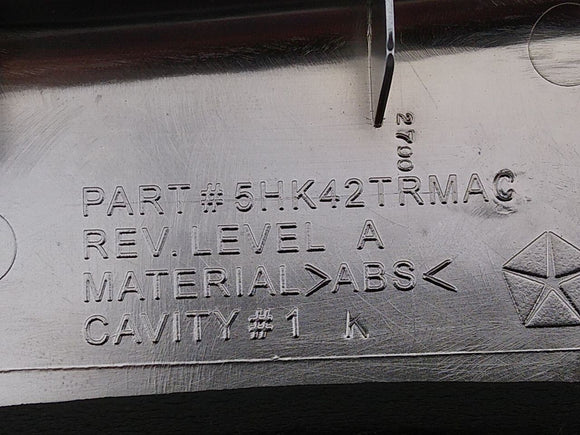 2700
PART # 5HK42TRMAC
REV. LEVEL A
MATERIAL >ABS<
CAVITY #1 K